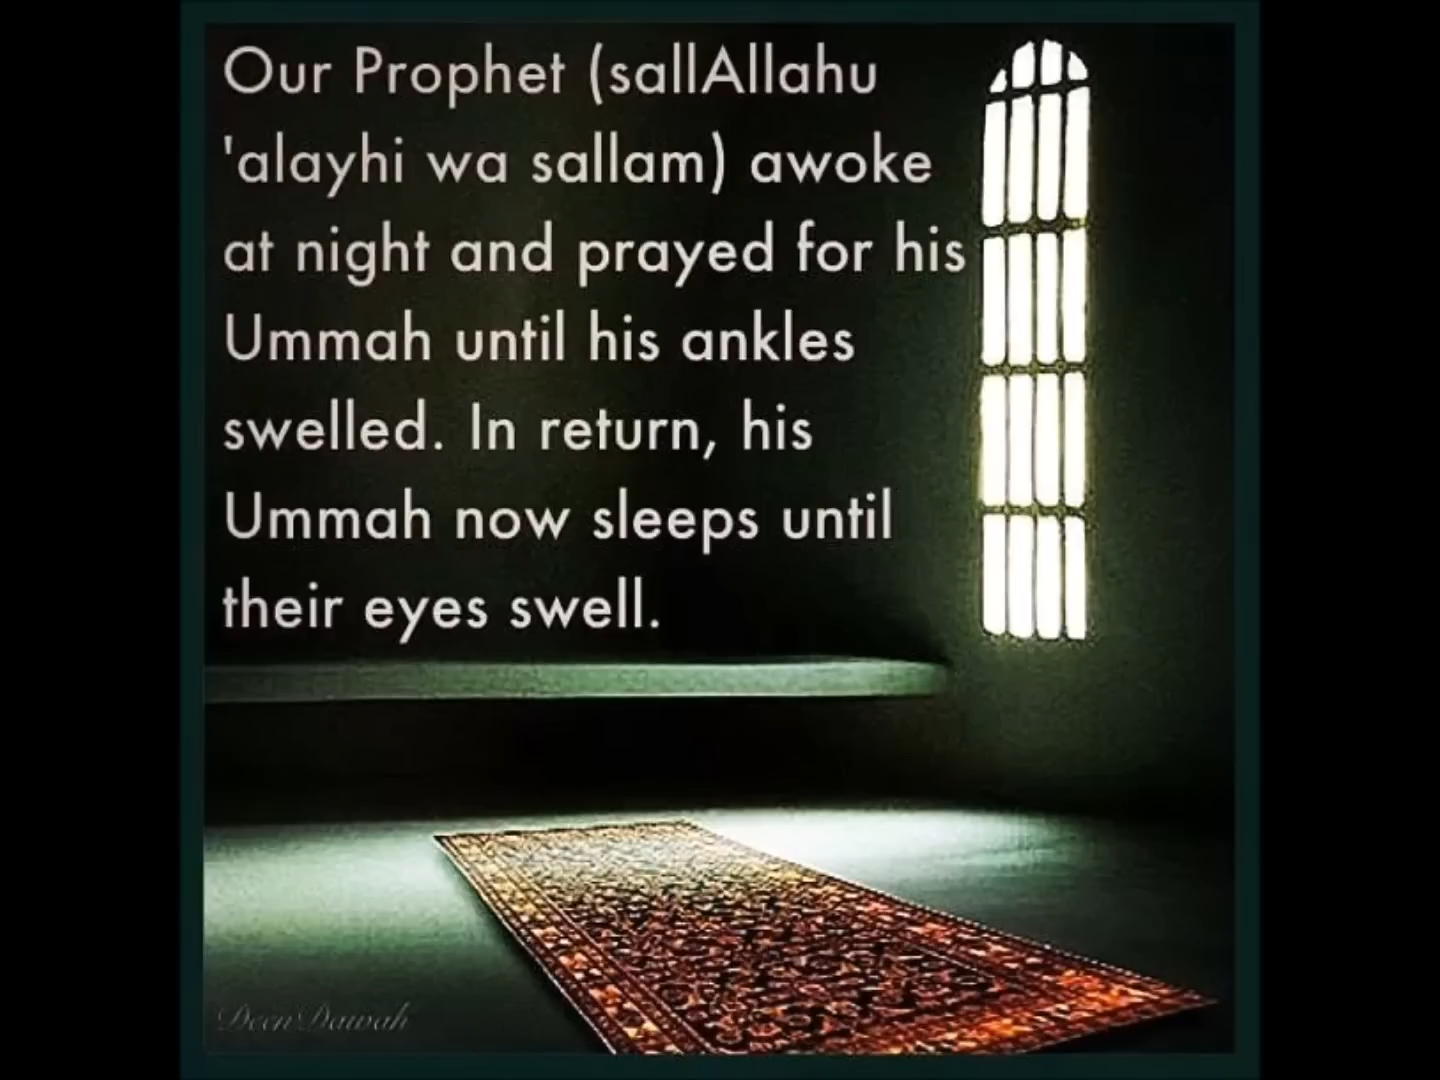 Our Prophet (sallAllahu
'alayhi wa sallam) awoke
at night and prayed for his
Ummah until his ankles
swelled. In return, his
Ummah now sleeps until
their eyes swell.
DeenDawah